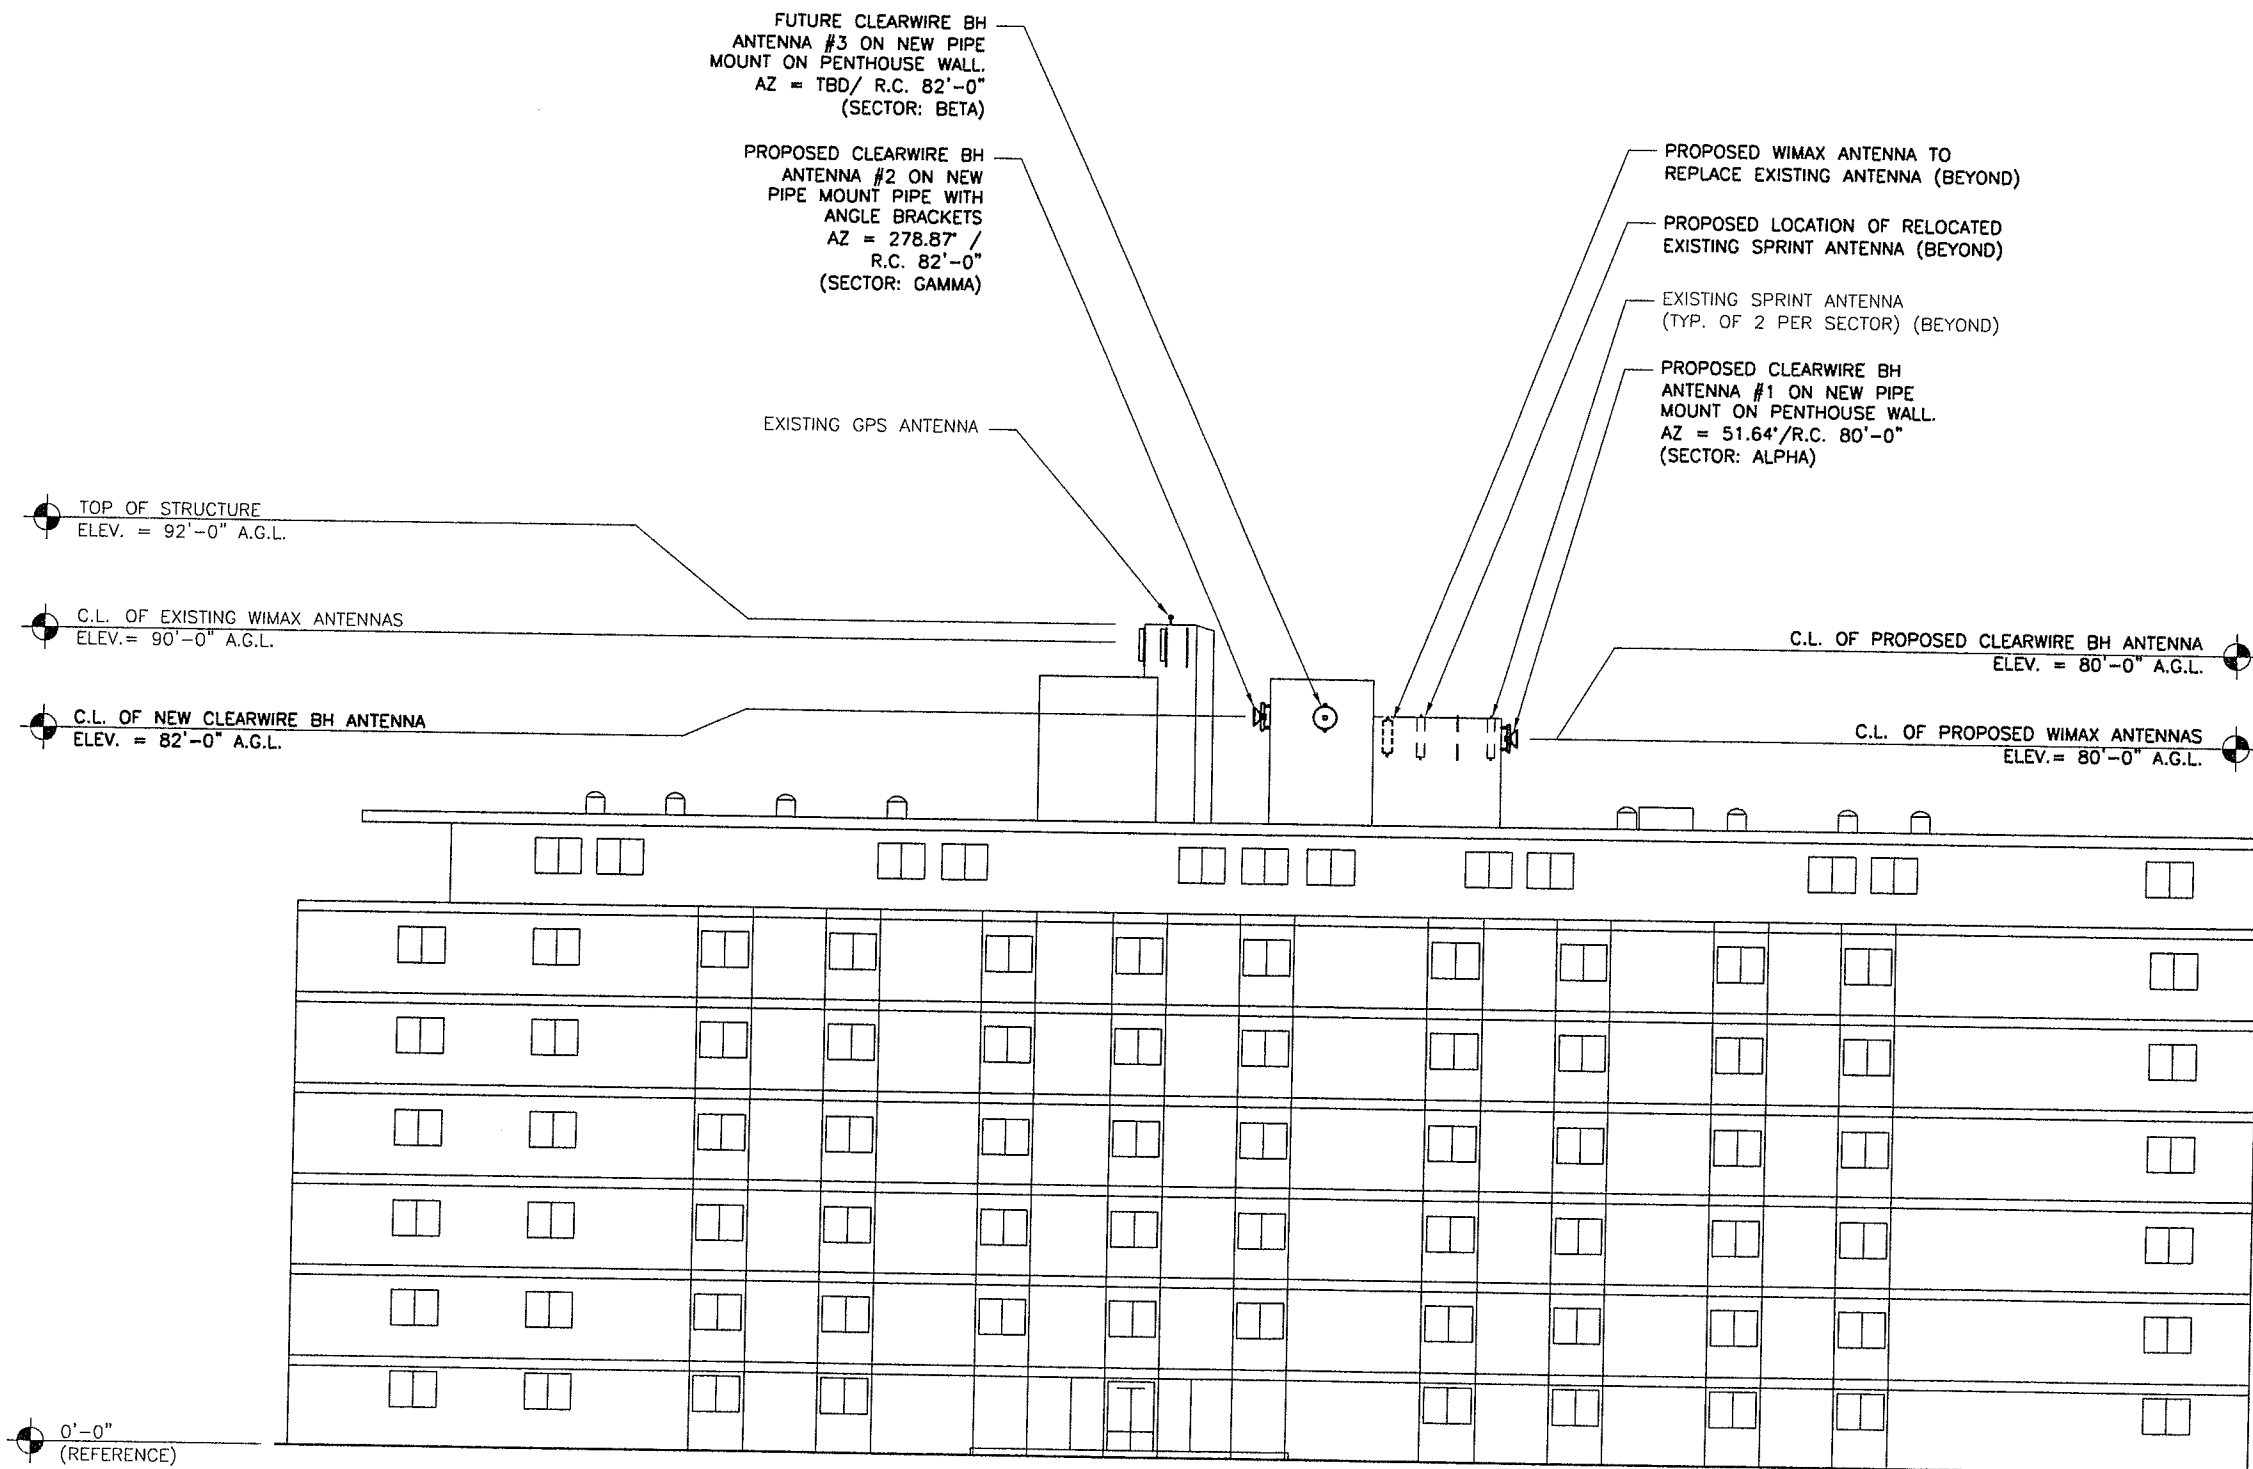 FUTURE CLEARWIRE BH
ANTENNA #3 ON NEW PIPE
MOUNT ON PENTHOUSE WALL.
AZ = TBD/ R.C. 82'-0"
(SECTOR: BETA)
PROPOSED CLEARWIRE BH
ANTENNA #2 ON NEW
PIPE MOUNT PIPE WITH
ANGLE BRACKETS
AZ = 278.87° /
R.C. 82'-0"
(SECTOR: GAMMA)
EXISTING GPS ANTENNA
PROPOSED WIMAX ANTENNA TO
REPLACE EXISTING ANTENNA (BEYOND)
PROPOSED LOCATION OF RELOCATED
EXISTING SPRINT ANTENNA (BEYOND)
EXISTING SPRINT ANTENNA
(TYP. OF 2 PER SECTOR) (BEYOND)
PROPOSED CLEARWIRE BH
ANTENNA #1 ON NEW PIPE
MOUNT ON PENTHOUSE WALL.
AZ = 51.64°/R.C. 80'-0"
(SECTOR: ALPHA)
TOP OF STRUCTURE
ELEV. = 92'-0" A.G.L.
C.L. OF EXISTING WIMAX ANTENNAS
ELEV.= 90'-0" A.G.L.
C.L. OF NEW CLEARWIRE BH ANTENNA
ELEV. = 82'-0" A.G.L.
C.L. OF PROPOSED CLEARWIRE BH ANTENNA
ELEV. = 80'-0" A.G.L.
C.L. OF PROPOSED WIMAX ANTENNAS
ELEV.= 80'-0" A.G.L.
0'-0"
(REFERENCE)